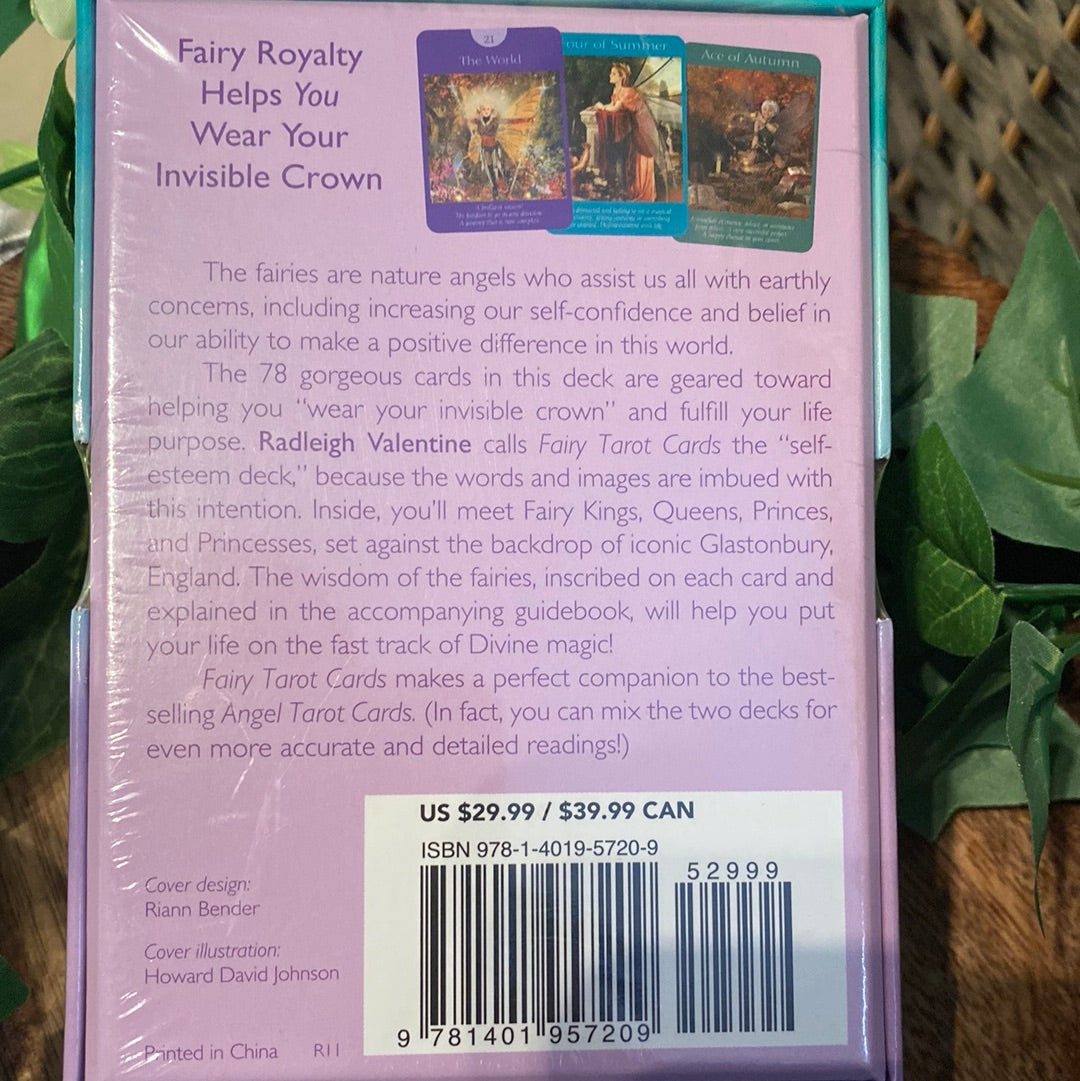 Fairy Royalty
Helps You
Wear Your
Invisible Crown
21
The World
our of Summer
Ace of Autumn
The fairies are nature angels who assist us all with earthly
concerns, including increasing our self-confidence and belief in
our ability to make a positive difference in this world.
The 78 gorgeous cards in this deck are geared toward
helping you "wear your invisible crown" and fulfill your life
purpose. Radleigh Valentine calls Fairy Tarot Cards the "self-
esteem deck," because the words and images are imbued with
this intention. Inside, you'll meet Fairy Kings, Queens, Princes,
and Princesses, set against the backdrop of iconic Glastonbury,
England. The wisdom of the fairies, inscribed on each card and
explained in the accompanying guidebook, will help you put
your life on the fast track of Divine magic!
Fairy Tarot Cards makes a perfect companion to the best-
selling Angel Tarot Cards. (In fact, you can mix the two decks for
even more accurate and detailed readings!)
US $29.99 / $39.99 CAN
ISBN 978-1-4019-5720-9
52999
Cover design:
Riann Bender
Cover illustration:
Howard David Johnson
9 781401 957209
Printed in China R11